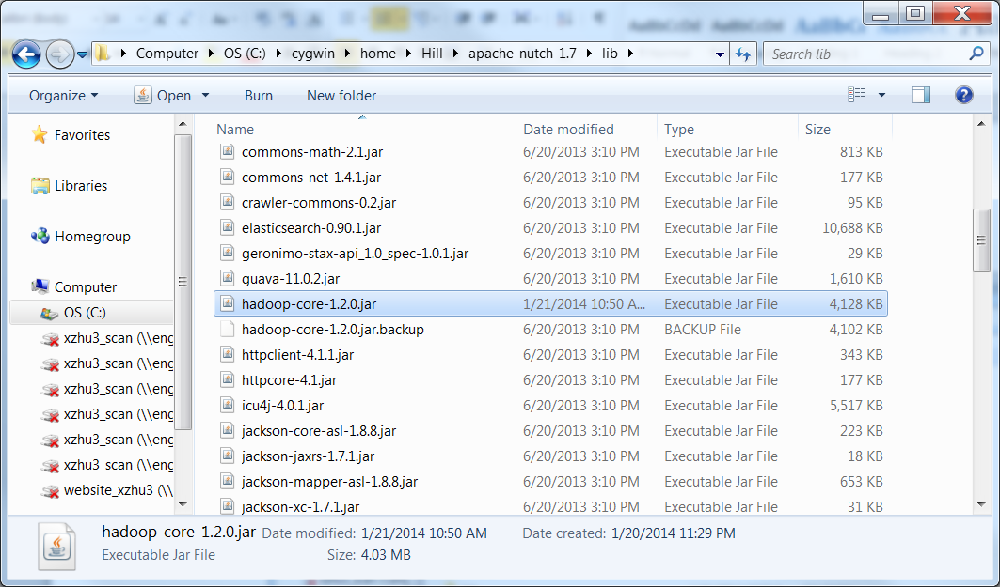 Computer OS (C:) cygwin home Hill apache-nutch-1.7 lib Search lib
Organize Open Burn New folder
Favorites
Libraries
Homegroup
Computer
OS (C:)
xzhu3_scan (\\eng
xzhu3_scan (\\eng
xzhu3_scan (\\eng
xzhu3_scan (\\eng
xzhu3_scan (\\eng
xzhu3_scan (\\eng
website_xzhu3 (\\
Name Date modified Type Size
commons-math-2.1.jar 6/20/2013 3:10 PM Executable Jar File 813 KB
commons-net-1.4.1.jar 6/20/2013 3:10 PM Executable Jar File 177 KB
crawler-commons-0.2.jar 6/20/2013 3:10 PM Executable Jar File 95 KB
elasticsearch-0.90.1.jar 6/20/2013 3:10 PM Executable Jar File 10,688 KB
geronimo-stax-api_1.0_spec-1.0.1.jar 6/20/2013 3:10 PM Executable Jar File 29 KB
guava-11.0.2.jar 6/20/2013 3:10 PM Executable Jar File 1,610 KB
hadoop-core-1.2.0.jar 1/21/2014 10:50 A... Executable Jar File 4,128 KB
hadoop-core-1.2.0.jar.backup 6/20/2013 3:10 PM BACKUP File 4,102 KB
httpclient-4.1.1.jar 6/20/2013 3:10 PM Executable Jar File 343 KB
httpcore-4.1.jar 6/20/2013 3:10 PM Executable Jar File 177 KB
icu4j-4.0.1.jar 6/20/2013 3:10 PM Executable Jar File 5,517 KB
jackson-core-asl-1.8.8.jar 6/20/2013 3:10 PM Executable Jar File 223 KB
jackson-jaxrs-1.7.1.jar 6/20/2013 3:10 PM Executable Jar File 18 KB
jackson-mapper-asl-1.8.8.jar 6/20/2013 3:10 PM Executable Jar File 653 KB
jackson-xc-1.7.1.jar 6/20/2013 3:10 PM Executable Jar File 31 KB
hadoop-core-1.2.0.jar Date modified: 1/21/2014 10:50 AM Date created: 1/20/2014 11:29 PM
Executable Jar File Size: 4.03 MB